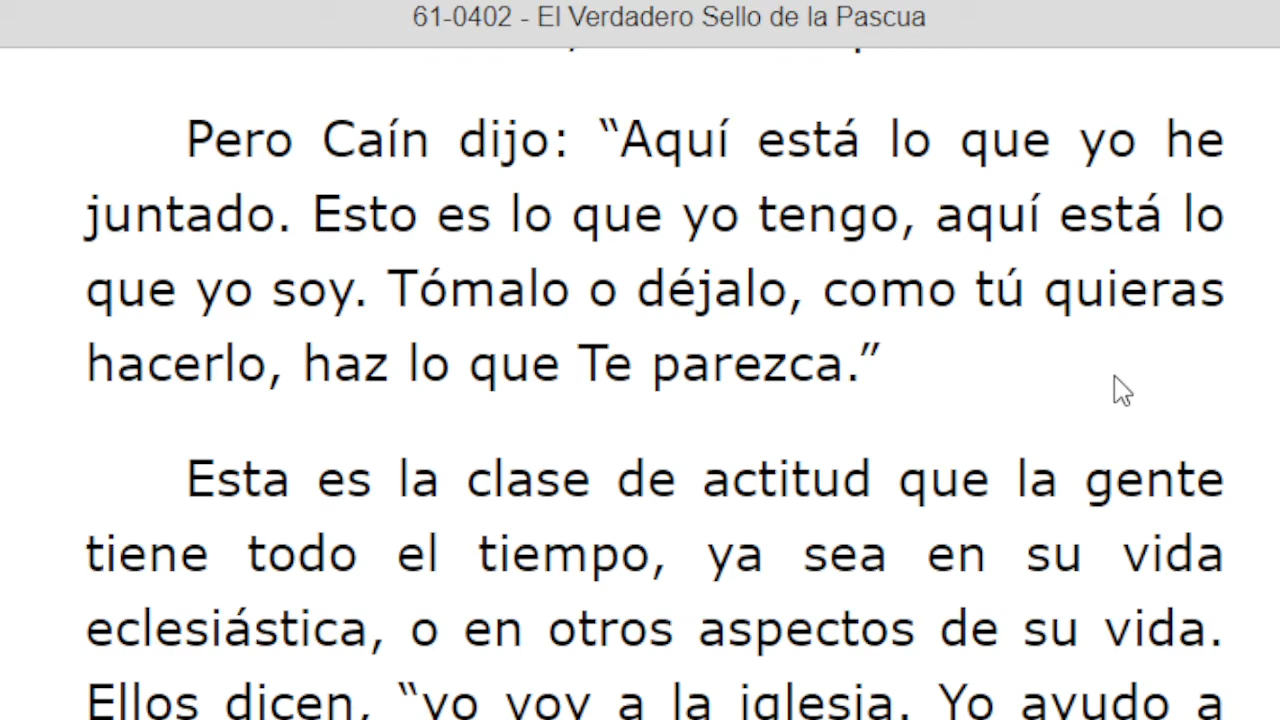 61-0402 - El Verdadero Sello de la Pascua
Pero Caín dijo: “Aquí está lo que yo he
juntado. Esto es lo que yo tengo, aquí está lo
que yo soy. Tómalo o déjalo, como tú quieras
hacerlo, haz lo que Te parezca.”
Esta es la clase de actitud que la gente
tiene todo el tiempo, ya sea en su vida
eclesiástica, o en otros aspectos de su vida.
Ellos dicen, “yo voy a la iglesia. Yo ayudo a